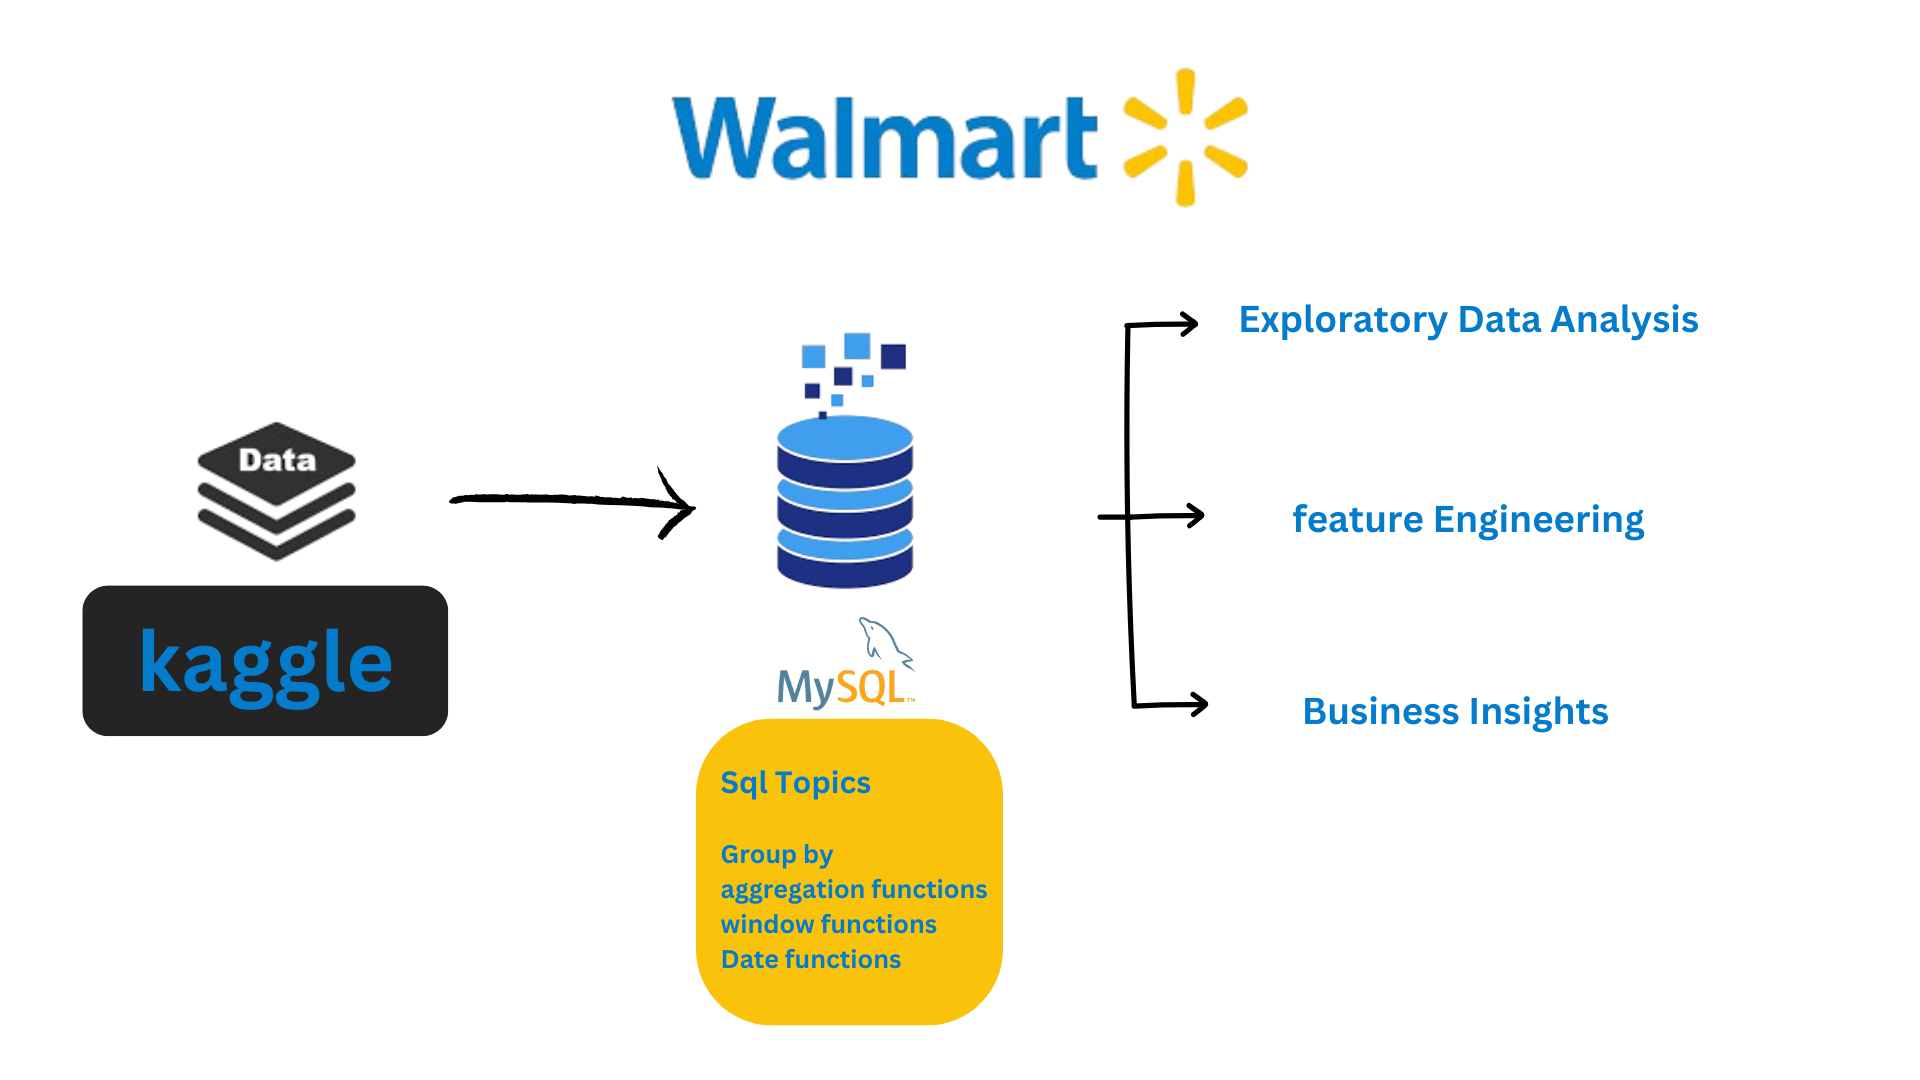 Walmart
Data
kaggle
MySQL™
Sql Topics
Group by
aggregation functions
window functions
Date functions
Exploratory Data Analysis
feature Engineering
Business Insights